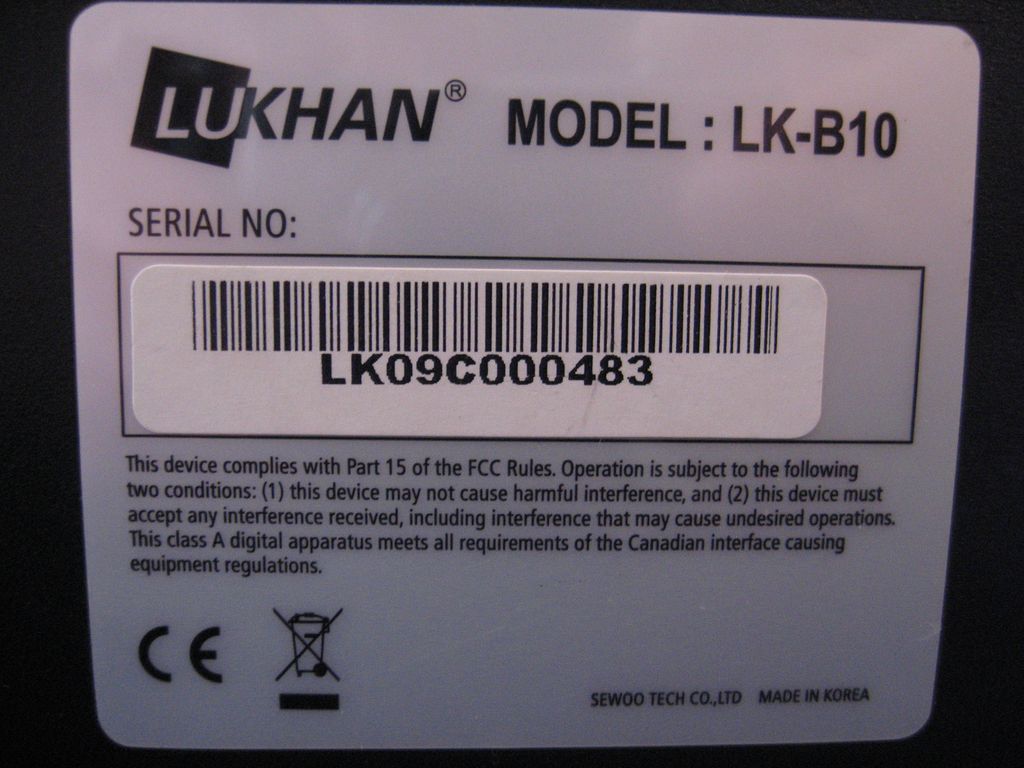 LUKHAN®
MODEL : LK-B10
SERIAL NO:
LK09C000483
This device complies with Part 15 of the FCC Rules. Operation is subject to the following
two conditions: (1) this device may not cause harmful interference, and (2) this device must
accept any interference received, including interference that may cause undesired operations.
This class A digital apparatus meets all requirements of the Canadian interface causing
equipment regulations.
CE
SEWOO TECH CO.,LTD MADE IN KOREA